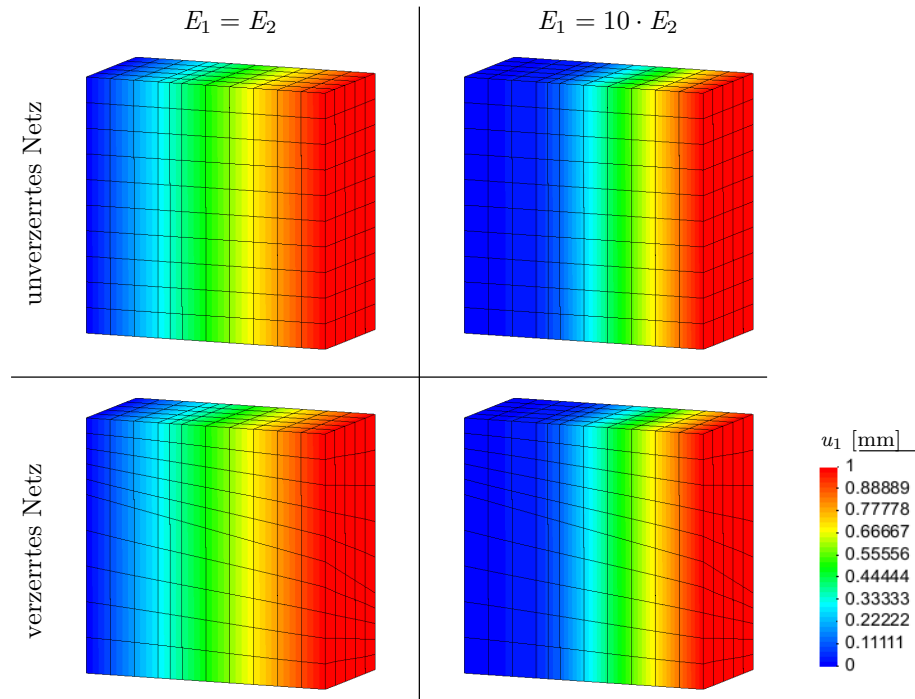 $E_1 = E_2$
$E_1 = 10 \cdot E_2$
unverzerrtes Netz
verzerrtes Netz
$u_1$ [mm]
1
0.88889
0.77778
0.66667
0.55556
0.44444
0.33333
0.22222
0.11111
0